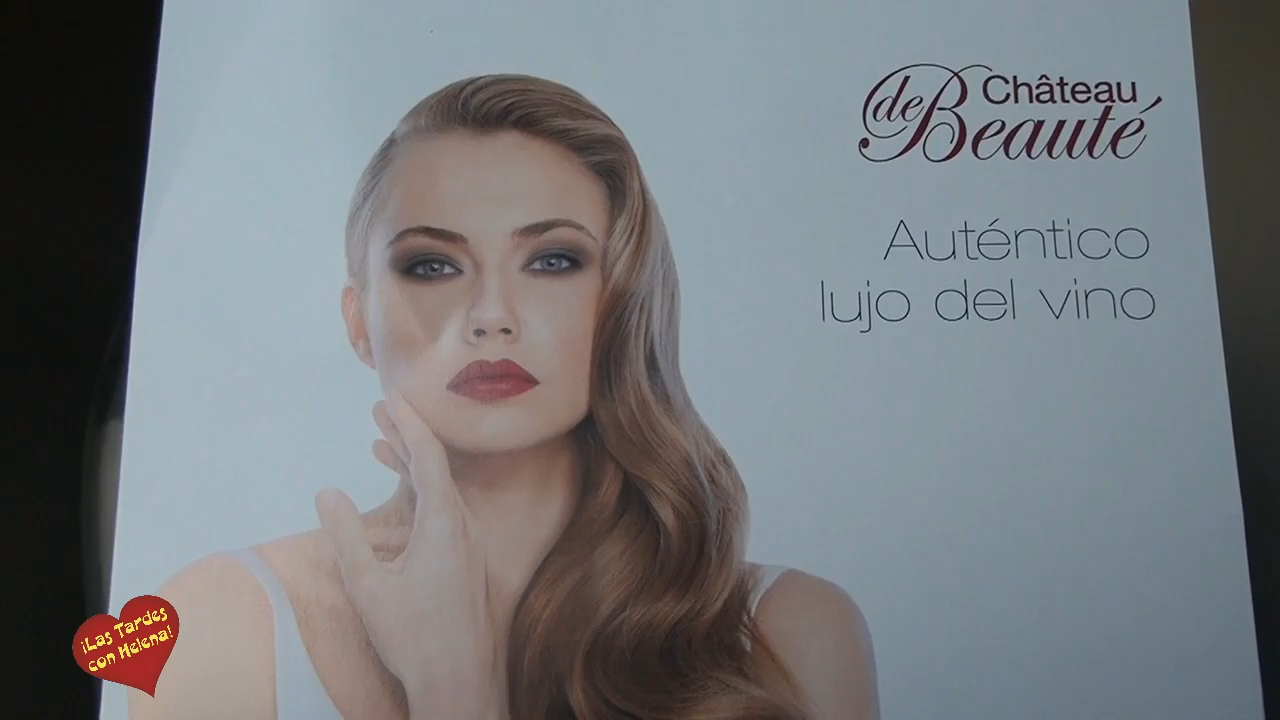 Château
de Beauté
Auténtico
lujo del vino
¡Las Tardes
con Helena!